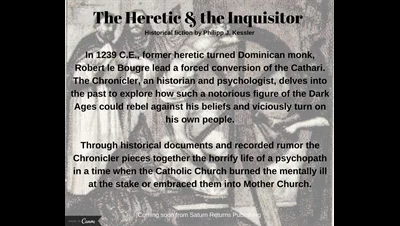 The Heretic & the Inquisitor
Historical fiction by Philipp J. Kessler
In 1239 C.E., former heretic turned Dominican monk,
Robert le Bougre lead a forced conversion of the Cathari.
The Chronicler, an historian and psychologist, delves into
the past to explore how such a notorious figure of the Dark
Ages could rebel against his beliefs and viciously turn on
his own people.
Through historical documents and recorded rumor the
Chronicler pieces together the horrify life of a psychopath
in a time when the Catholic Church burned the mentally ill
at the stake or embraced them into Mother Church.
Coming soon from Saturn Returns Publishing
Canva